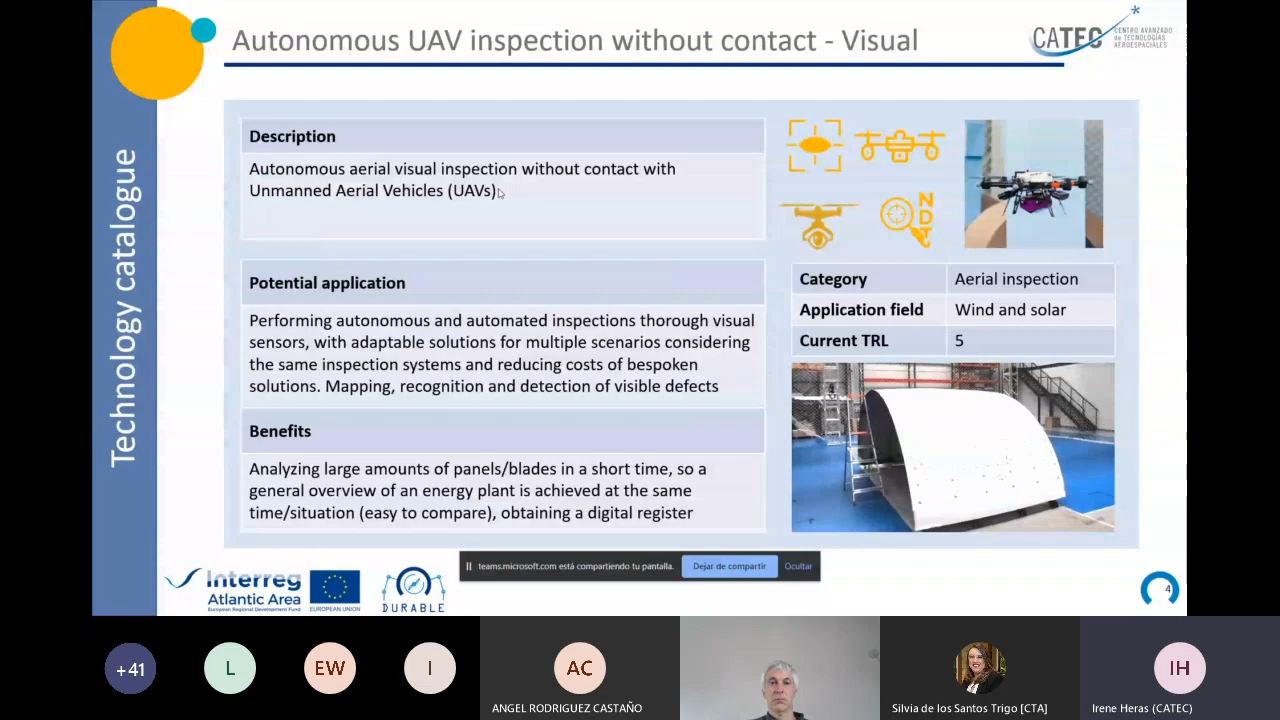 Technology catalogue
Autonomous UAV inspection without contact - Visual
CATEC
CENTRO AVANZADO
DE TECNOLOGÍAS
AEROESPACIALES
Description
Autonomous aerial visual inspection without contact with
Unmanned Aerial Vehicles (UAVs)
Potential application
Performing autonomous and automated inspections thorough visual
sensors, with adaptable solutions for multiple scenarios considering
the same inspection systems and reducing costs of bespoken
solutions. Mapping, recognition and detection of visible defects
Benefits
Analyzing large amounts of panels/blades in a short time, so a
general overview of an energy plant is achieved at the same
time/situation (easy to compare), obtaining a digital register
NDT
Category Aerial inspection
Application field Wind and solar
Current TRL 5
teams.microsoft.com está compartiendo tu pantalla. Dejar de compartir Ocultar
Interreg
Atlantic Area
European Regional Development Fund
EUROPEAN UNION
DURABLE
4
+41
L
EW
I
AC
ANGEL RODRIGUEZ CASTAÑO
Silvia de los Santos Trigo [CTA]
IH
Irene Heras (CATEC)